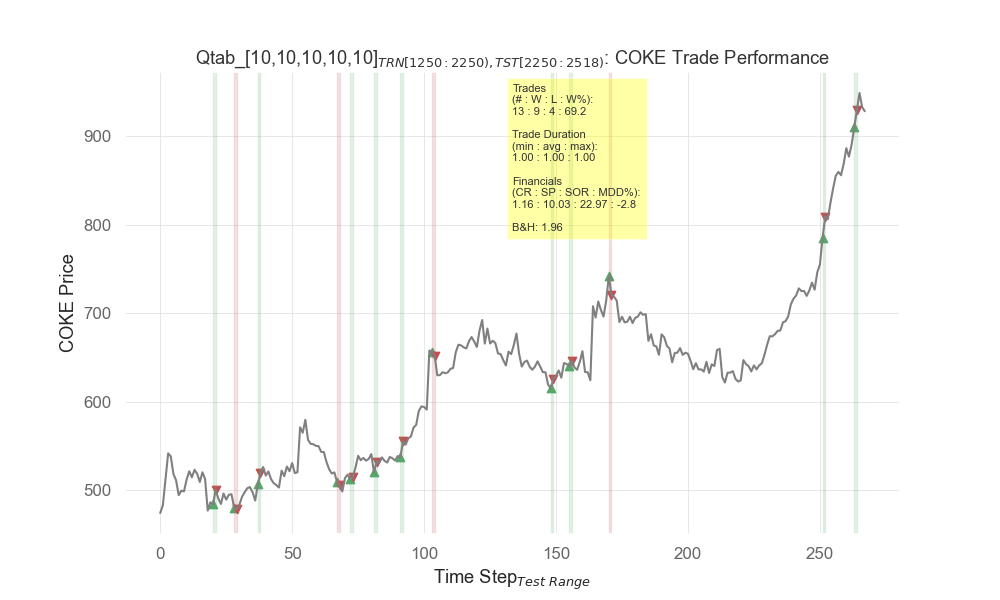 Qtab_[10,10,10,10,10]TRN[1250:2250),TST[2250:2518): COKE Trade Performance
Trades
(# : W : L : W%):
13 : 9 : 4 : 69.2
Trade Duration
(min : avg : max):
1.00 : 1.00 : 1.00
Financials
(CR : SP : SOR : MDD%):
1.16 : 10.03 : 22.97 : -2.8
B&H: 1.96
COKE Price
900
800
700
600
500
0 50 100 150 200 250
Time StepTest Range